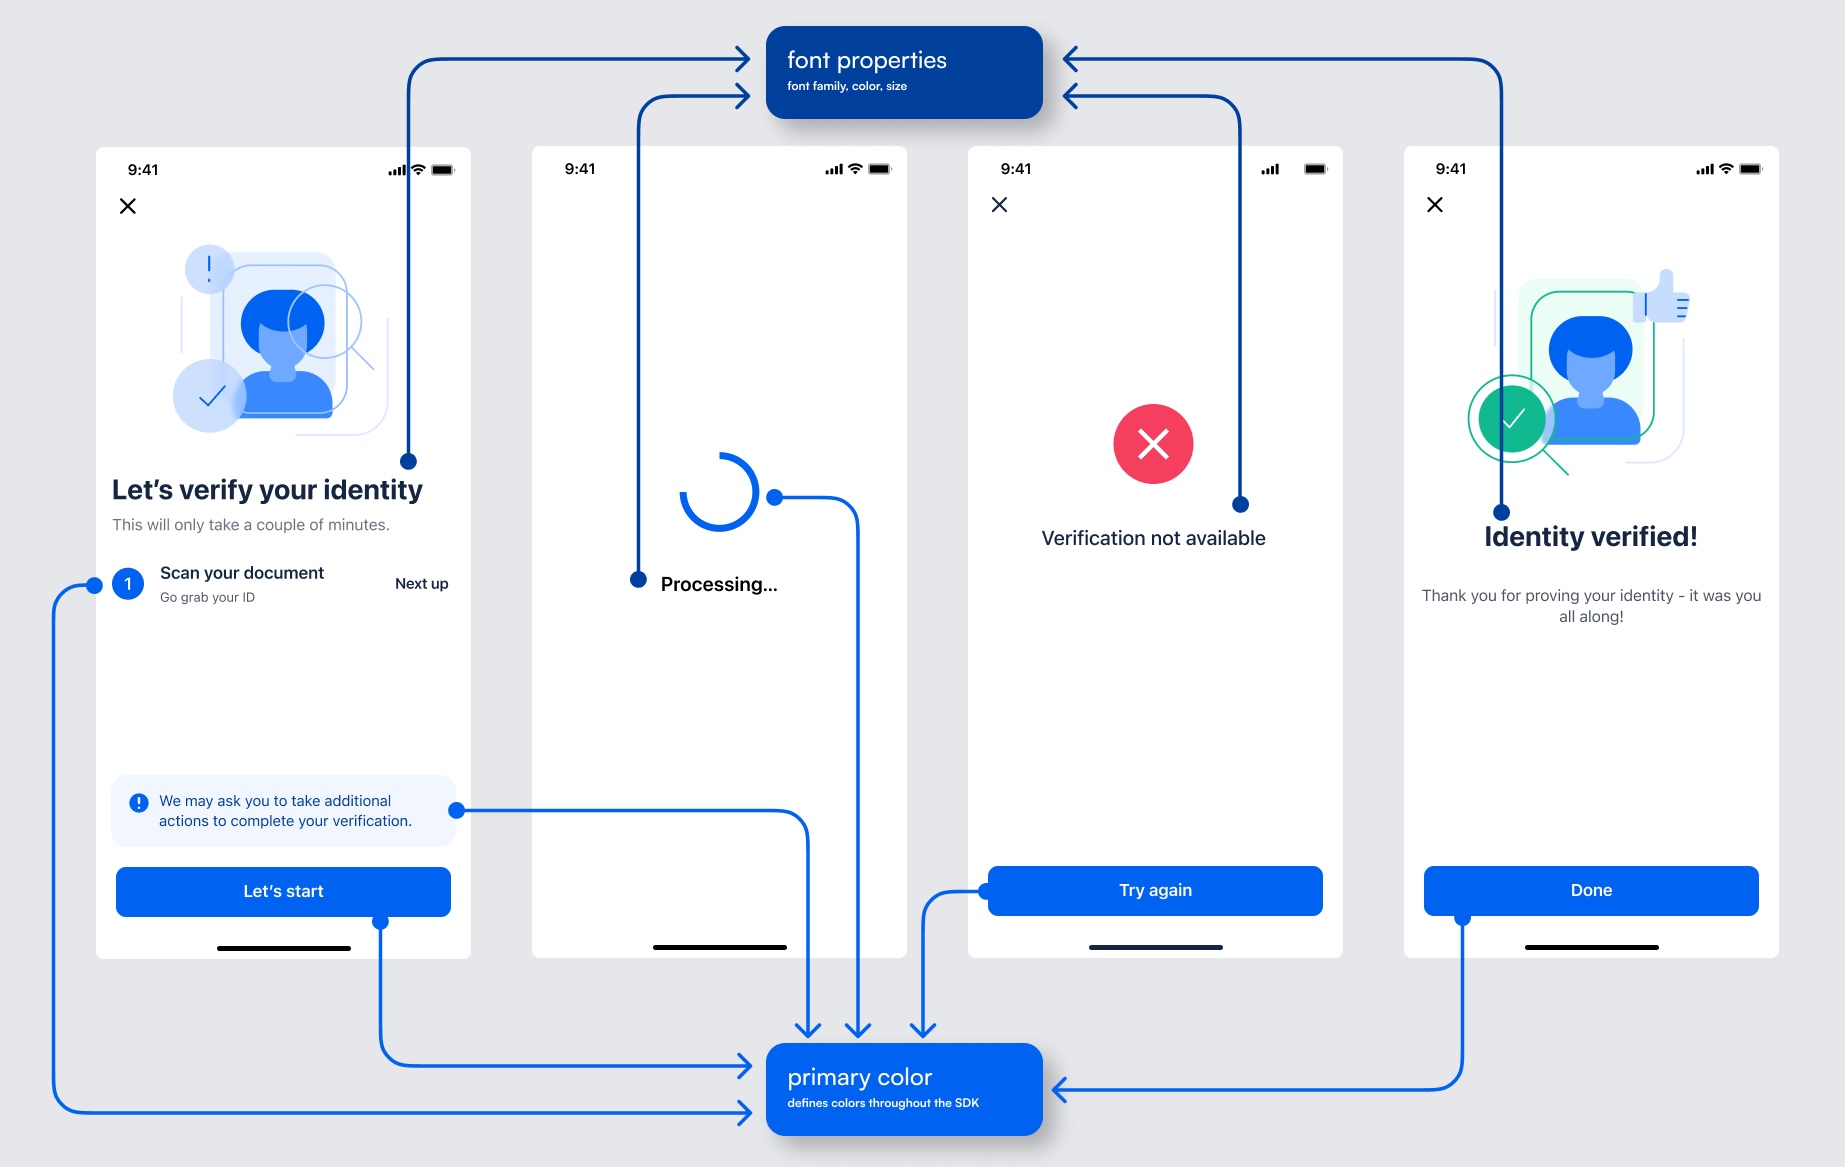 font properties
font family, color, size
9:41
Let’s verify your identity
This will only take a couple of minutes.
1
Scan your document
Go grab your ID
Next up
We may ask you to take additional
actions to complete your verification.
Let’s start
9:41
Processing...
9:41
Verification not available
Try again
9:41
Identity verified!
Thank you for proving your identity - it was you
all along!
Done
primary color
defines colors throughout the SDK